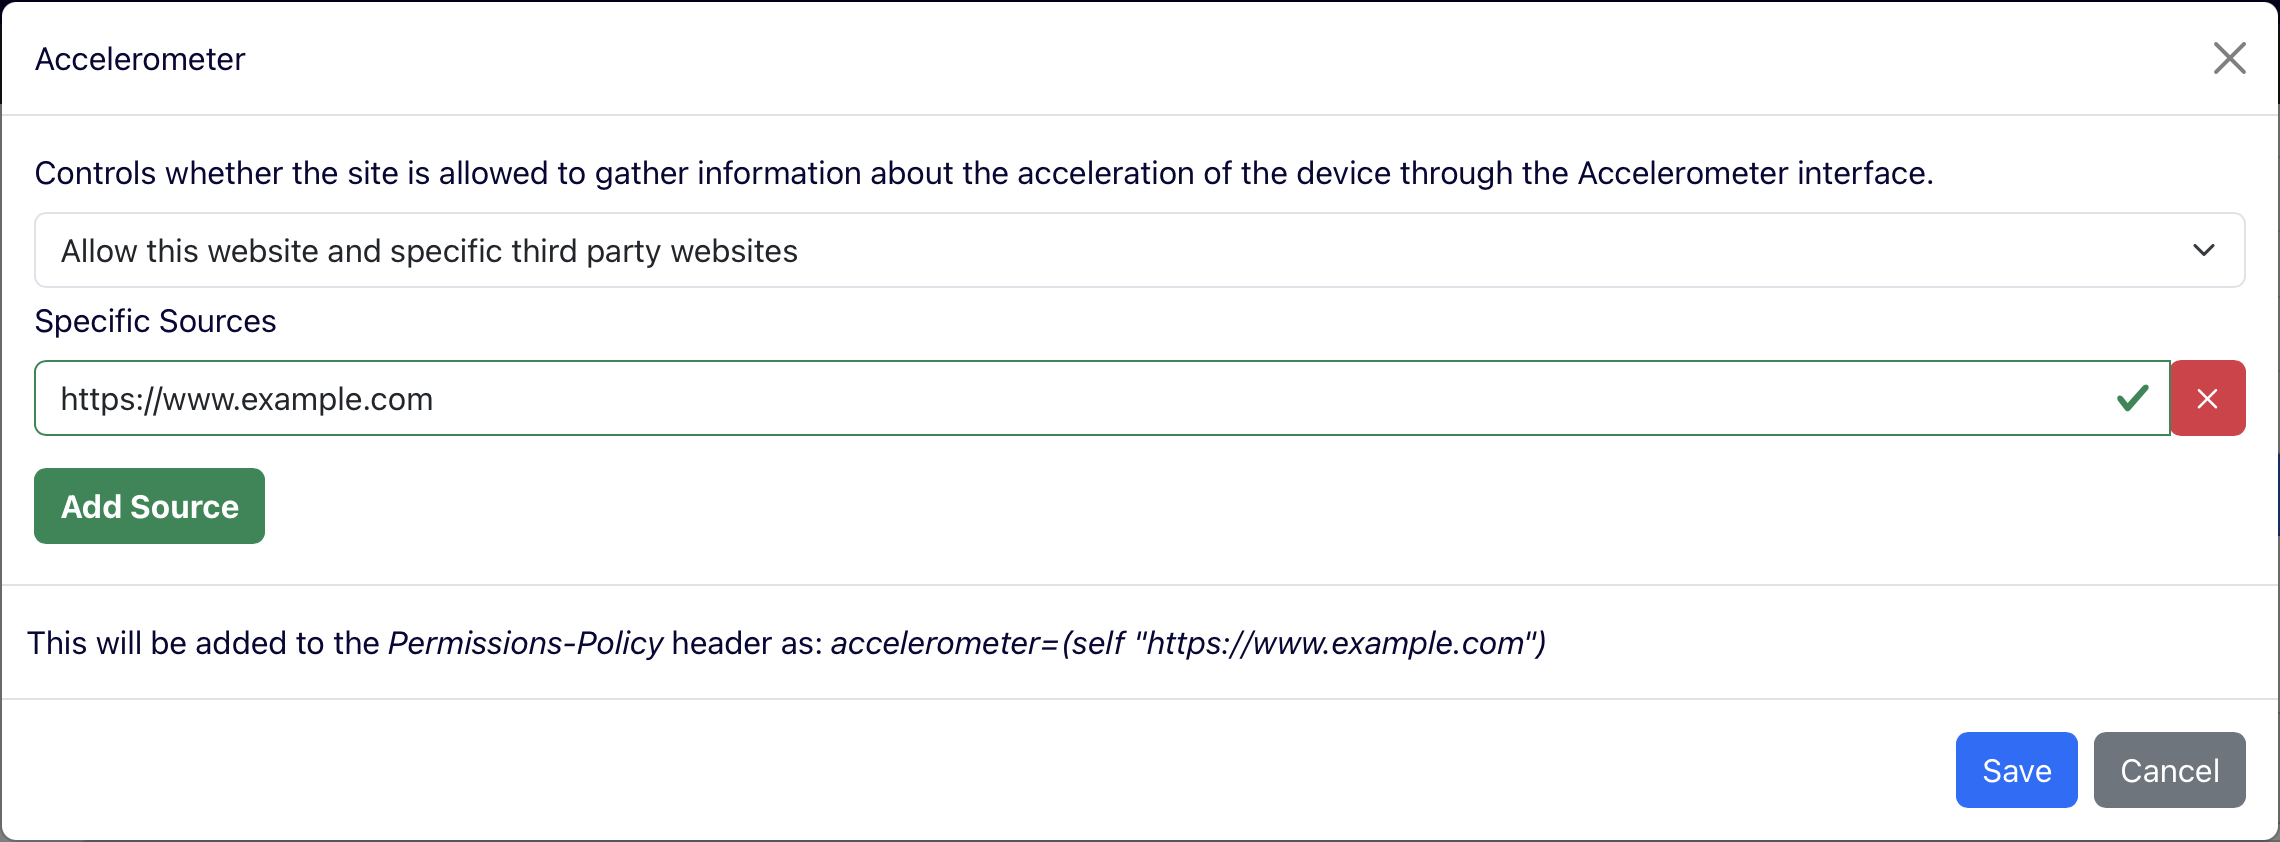 Accelerometer
Controls whether the site is allowed to gather information about the acceleration of the device through the Accelerometer interface.
Allow this website and specific third party websites
Specific Sources
https://www.example.com
Add Source
This will be added to the Permissions-Policy header as: accelerometer=(self "https://www.example.com")
Save Cancel